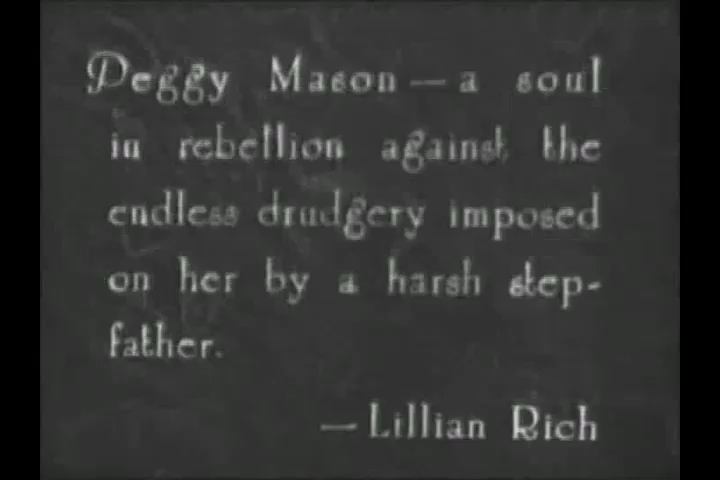 Peggy Mason — a soul
in rebellion against the
endless drudgery imposed
on her by a harsh step-
father.
— Lillian Rich